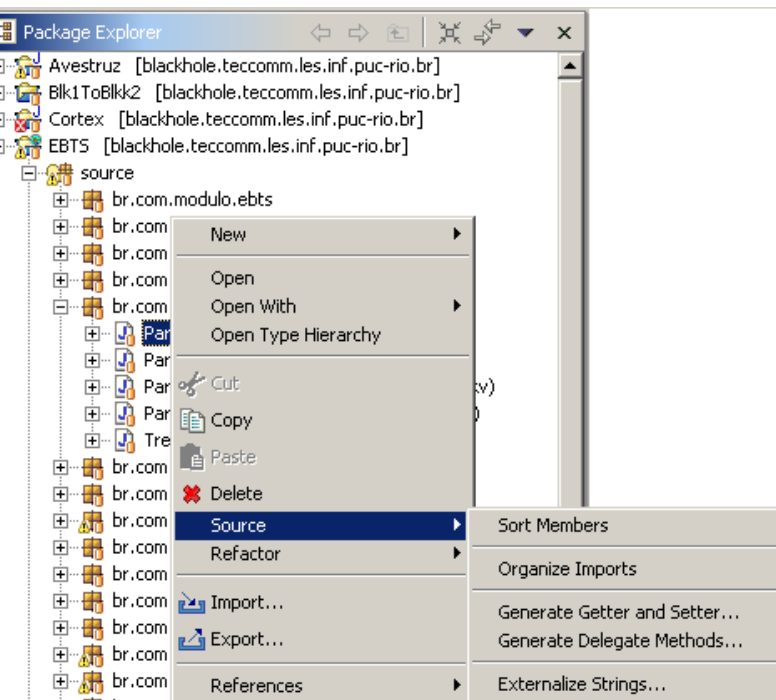 Package Explorer
Avestruz [blackhole.teccomm.les.inf.puc-rio.br]
Blk1ToBlkk2 [blackhole.teccomm.les.inf.puc-rio.br]
Cortex [blackhole.teccomm.les.inf.puc-rio.br]
EBTS [blackhole.teccomm.les.inf.puc-rio.br]
source
br.com.modulo.ebts
br.com
br.com
br.com
br.com
Par
Par
Par
Par
Tre
br.com
br.com
br.com
br.com
br.com
br.com
br.com
br.com
br.com
New
Open
Open With
Open Type Hierarchy
Cut
Copy
Paste
Delete
Source
Refactor
Import...
Export...
References
Sort Members
Organize Imports
Generate Getter and Setter...
Generate Delegate Methods...
Externalize Strings...